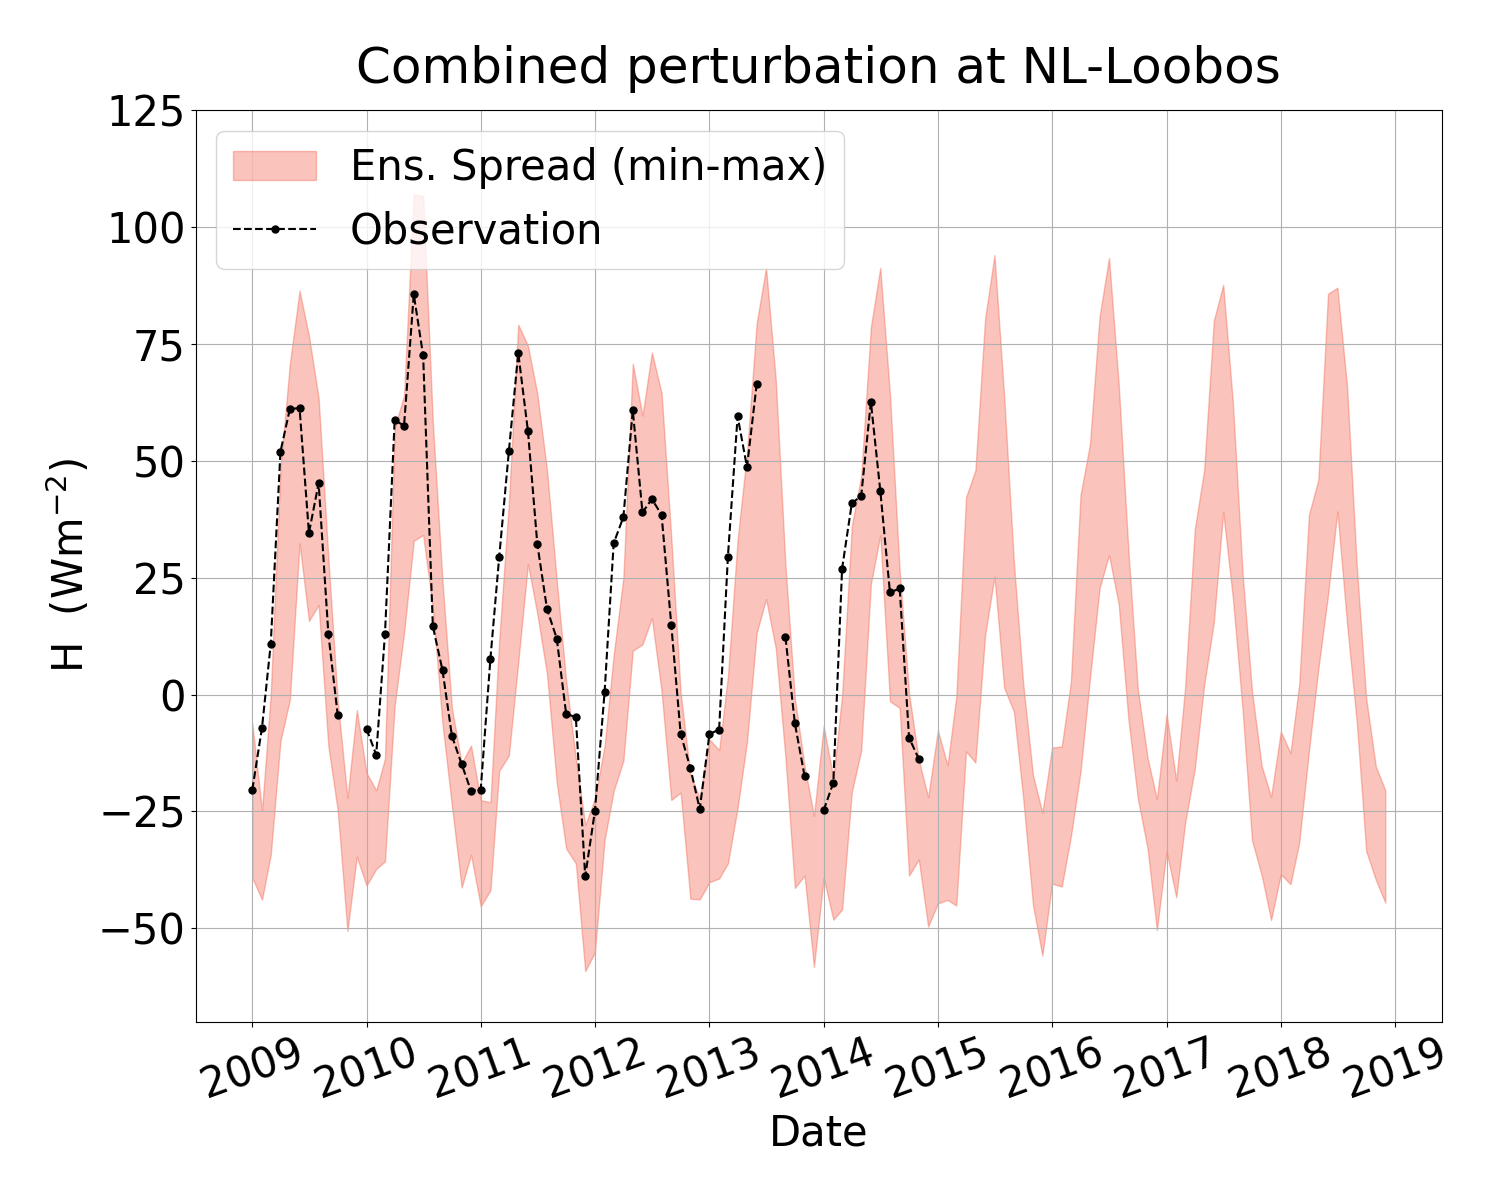 Combined perturbation at NL-Loobos
Ens. Spread (min-max)
Observation
H (Wm⁻²)
125
100
75
50
25
0
−25
−50
2009 2010 2011 2012 2013 2014 2015 2016 2017 2018 2019
Date